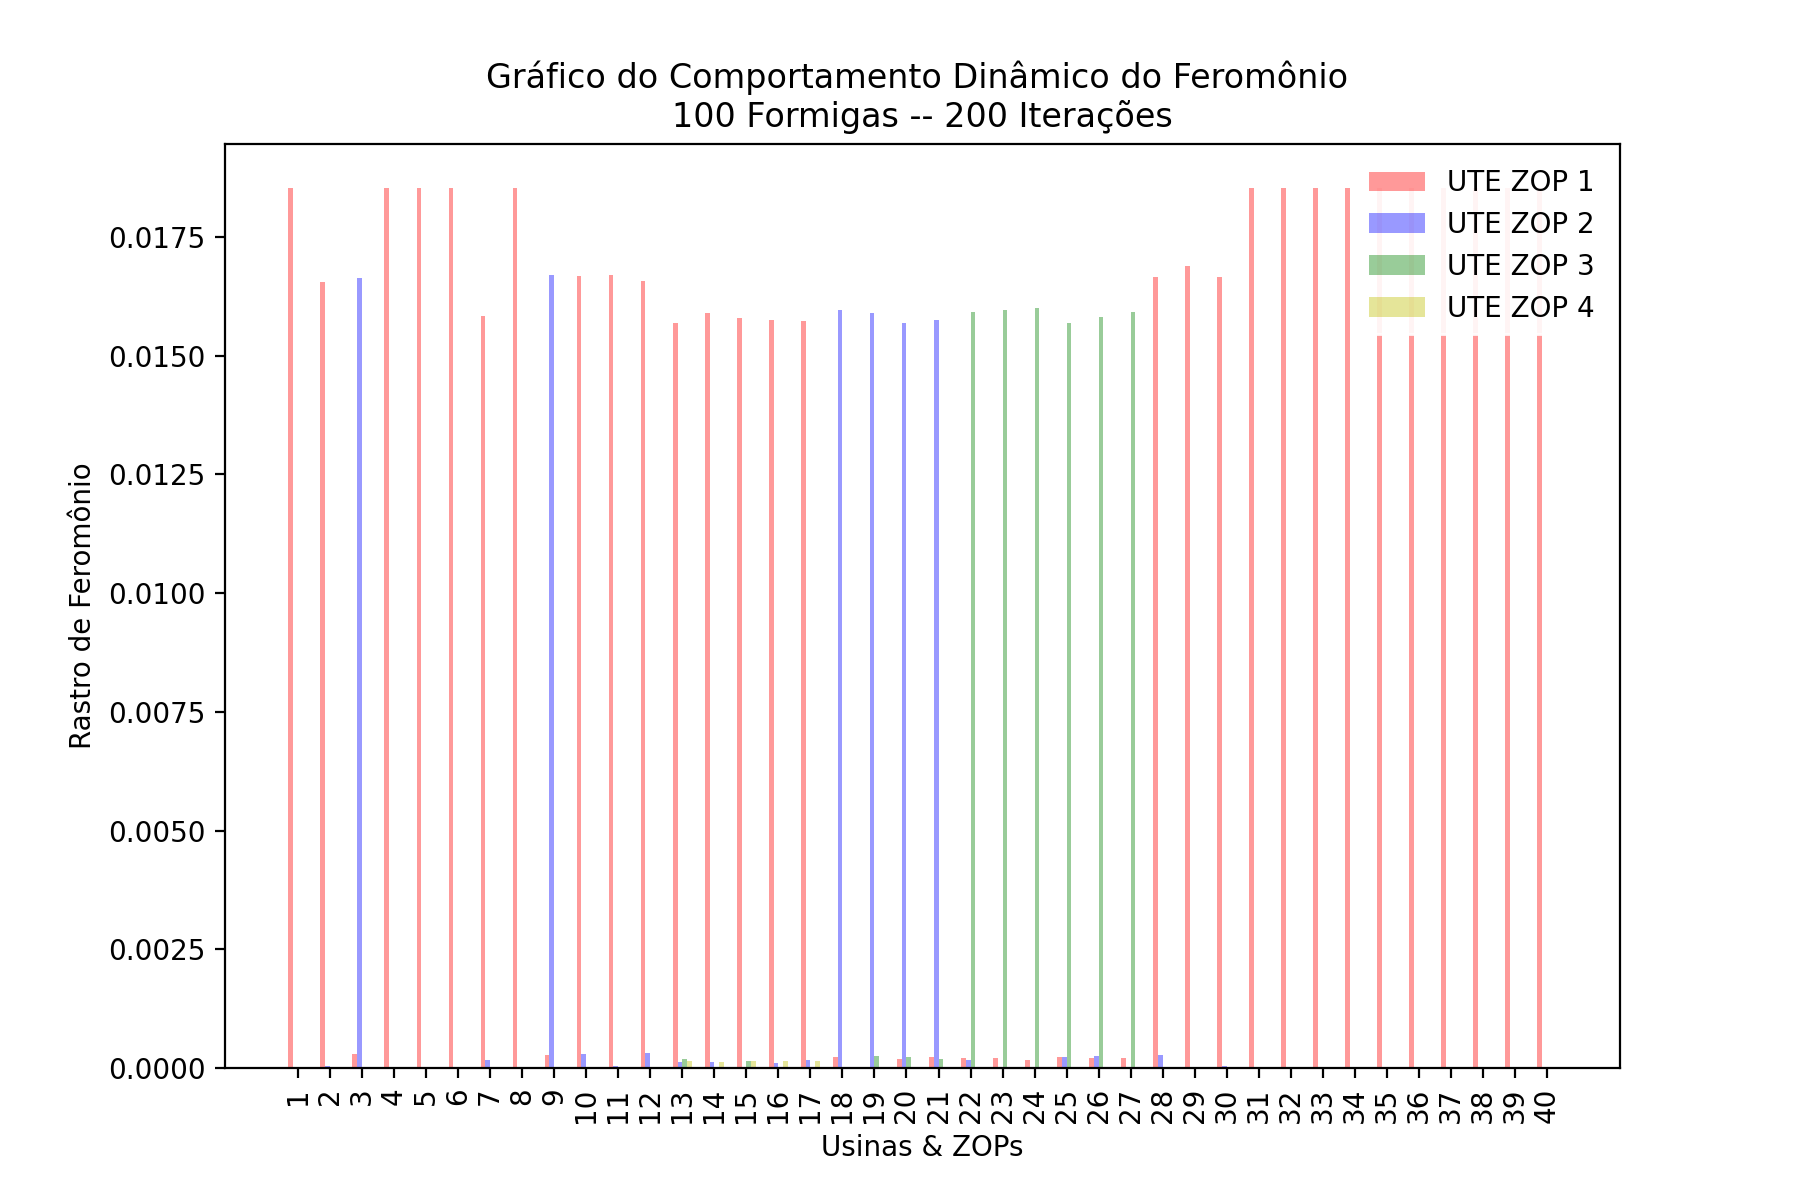 Gráfico do Comportamento Dinâmico do Feromônio
100 Formigas -- 200 Iterações
UTE ZOP 1
UTE ZOP 2
UTE ZOP 3
UTE ZOP 4
Rastro de Feromônio
0.0175
0.0150
0.0125
0.0100
0.0075
0.0050
0.0025
0.0000
1 2 3 4 5 6 7 8 9 10 11 12 13 14 15 16 17 18 19 20 21 22 23 24 25 26 27 28 29 30 31 32 33 34 35 36 37 38 39 40
Usinas & ZOPs